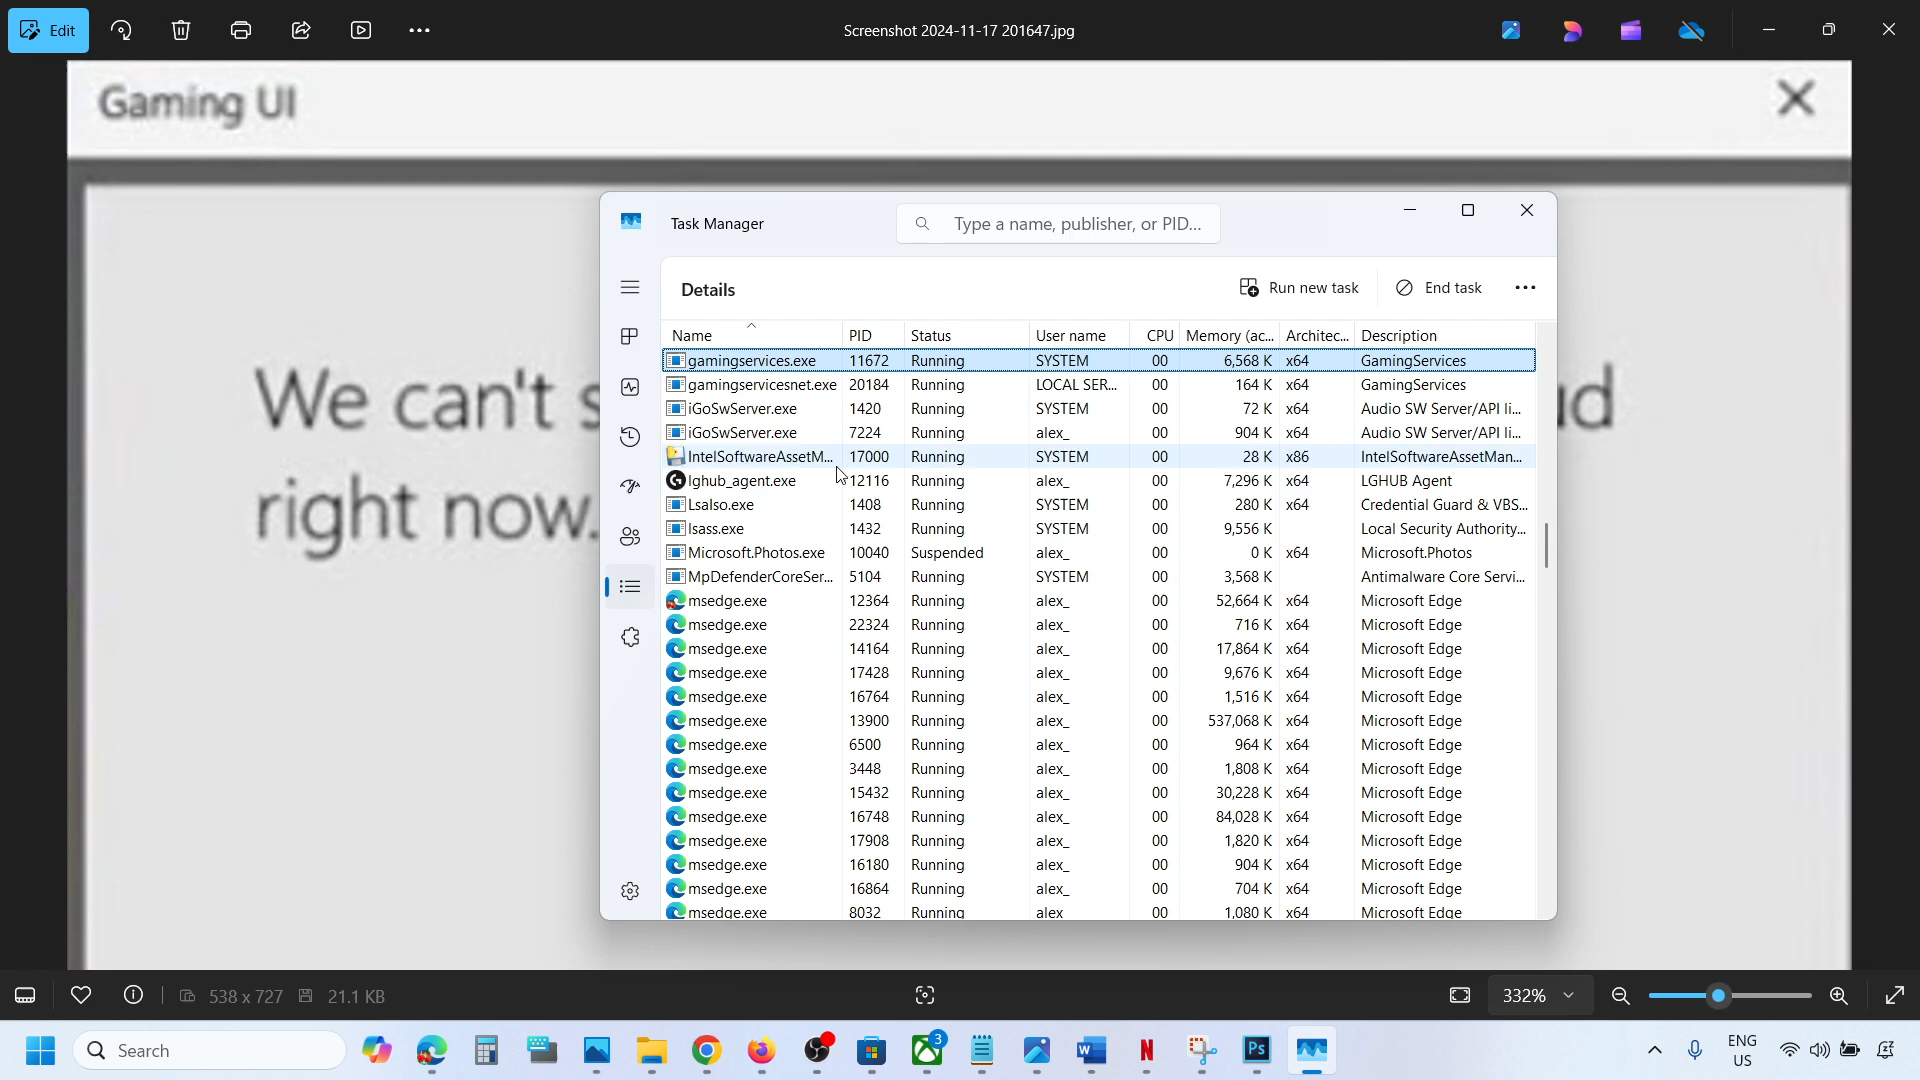 Edit
Screenshot 2024-11-17 201647.jpg
Gaming UI
We can't s
ud
right now.
Task Manager
Type a name, publisher, or PID...
Details
Run new task
End task
Name PID Status User name CPU Memory (ac... Architec... Description
gamingservices.exe 11672 Running SYSTEM 00 6,568 K x64 GamingServices
gamingservicesnet.exe 20184 Running LOCAL SER... 00 164 K x64 GamingServices
iGoSwServer.exe 1420 Running SYSTEM 00 72 K x64 Audio SW Server/API li...
iGoSwServer.exe 7224 Running alex_ 00 904 K x64 Audio SW Server/API li...
IntelSoftwareAssetM... 17000 Running SYSTEM 00 28 K x86 IntelSoftwareAssetMan...
lghub_agent.exe 12116 Running alex_ 00 7,296 K x64 LGHUB Agent
LsaIso.exe 1408 Running SYSTEM 00 280 K x64 Credential Guard & VBS...
lsass.exe 1432 Running SYSTEM 00 9,556 K Local Security Authority...
Microsoft.Photos.exe 10040 Suspended alex_ 00 0 K x64 Microsoft.Photos
MpDefenderCoreSer... 5104 Running SYSTEM 00 3,568 K Antimalware Core Servi...
msedge.exe 12364 Running alex_ 00 52,664 K x64 Microsoft Edge
msedge.exe 22324 Running alex_ 00 716 K x64 Microsoft Edge
msedge.exe 14164 Running alex_ 00 17,864 K x64 Microsoft Edge
msedge.exe 17428 Running alex_ 00 9,676 K x64 Microsoft Edge
msedge.exe 16764 Running alex_ 00 1,516 K x64 Microsoft Edge
msedge.exe 13900 Running alex_ 00 537,068 K x64 Microsoft Edge
msedge.exe 6500 Running alex_ 00 964 K x64 Microsoft Edge
msedge.exe 3448 Running alex_ 00 1,808 K x64 Microsoft Edge
msedge.exe 15432 Running alex_ 00 30,228 K x64 Microsoft Edge
msedge.exe 16748 Running alex_ 00 84,028 K x64 Microsoft Edge
msedge.exe 17908 Running alex_ 00 1,820 K x64 Microsoft Edge
msedge.exe 16180 Running alex_ 00 904 K x64 Microsoft Edge
msedge.exe 16864 Running alex_ 00 704 K x64 Microsoft Edge
msedge.exe 8032 Running alex 00 1,080 K x64 Microsoft Edge
538 x 727 21.1 KB
332%
Search
3
ENG
US